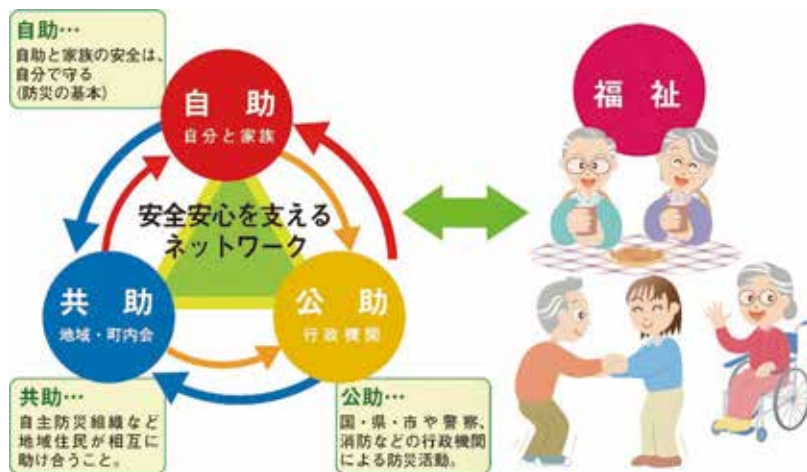 自助…
自助と家族の安全は、
自分で守る
(防災の基本)
自助
自分と家族
安全安心を支える
ネットワーク
共助
地域・町内会
公助
行政機関
共助…
自主防災組織など
地域住民が相互に
助け合うこと。
公助…
国・県・市や警察、
消防などの行政機関
による防災活動。
福祉